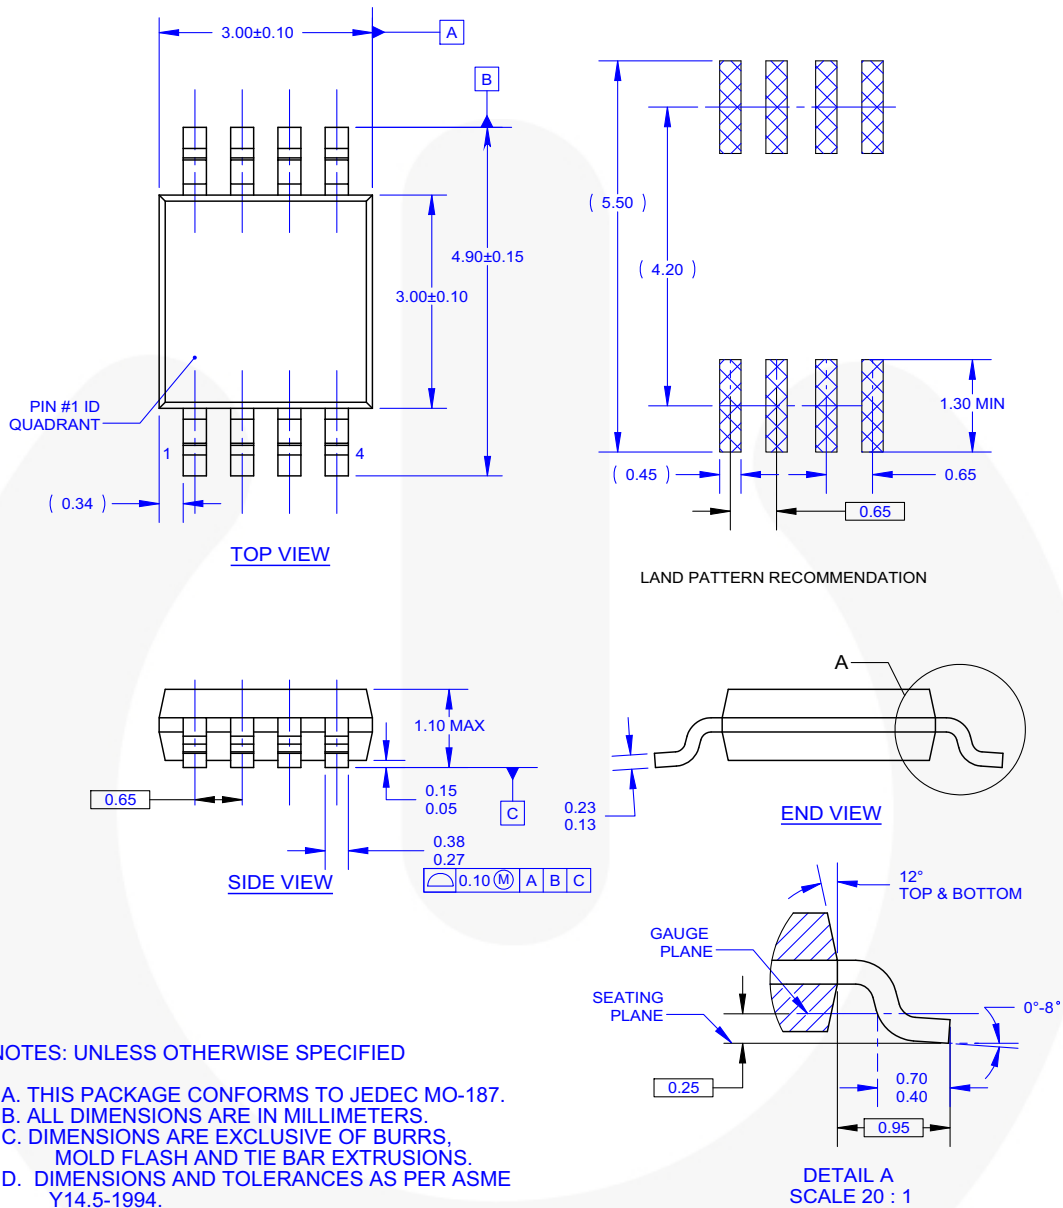 3.00±0.10
A
B
4.90±0.15
3.00±0.10
PIN #1 ID
QUADRANT
1
4
( 0.34 )
TOP VIEW
( 5.50 )
( 4.20 )
1.30 MIN
( 0.45 )
0.65
0.65
LAND PATTERN RECOMMENDATION
1.10 MAX
0.65
0.15
0.05
C
0.38
0.27
0.10 Ⓜ A B C
SIDE VIEW
A
0.23
0.13
END VIEW
12°
TOP & BOTTOM
GAUGE
PLANE
SEATING
PLANE
0°-8°
0.25
0.70
0.40
0.95
DETAIL A
SCALE 20 : 1
NOTES: UNLESS OTHERWISE SPECIFIED
A. THIS PACKAGE CONFORMS TO JEDEC MO-187.
B. ALL DIMENSIONS ARE IN MILLIMETERS.
C. DIMENSIONS ARE EXCLUSIVE OF BURRS,
MOLD FLASH AND TIE BAR EXTRUSIONS.
D. DIMENSIONS AND TOLERANCES AS PER ASME
Y14.5-1994.